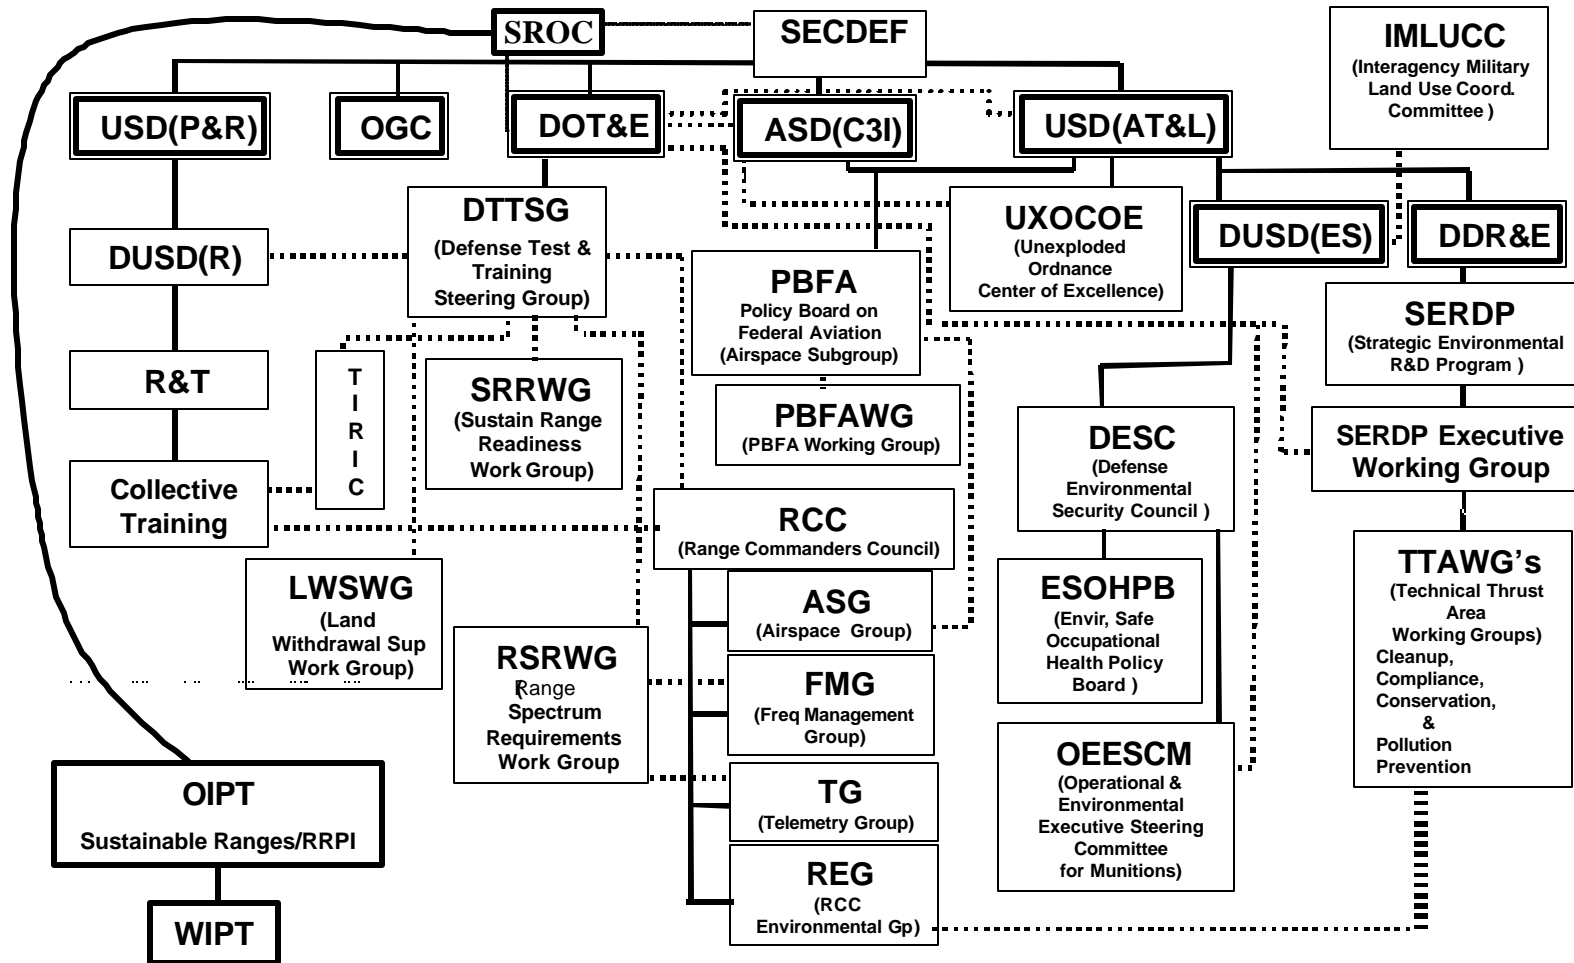 SROC
SECDEF
IMLUCC
(Interagency Military
Land Use Coord.
Committee )
USD(P&R)
OGC
DOT&E
ASD(C3I)
USD(AT&L)
DTTSG
(Defense Test &
Training
Steering Group)
UXOCOE
(Unexploded
Ordnance
Center of Excellence)
DUSD(ES)
DDR&E
DUSD(R)
PBFA
Policy Board on
Federal Aviation
(Airspace Subgroup)
SERDP
(Strategic Environmental
R&D Program )
R&T
T
I
R
I
C
SRRWG
(Sustain Range
Readiness
Work Group)
PBFAWG
(PBFA Working Group)
DESC
(Defense
Environmental
Security Council )
SERDP Executive
Working Group
Collective
Training
RCC
(Range Commanders Council)
LWSWG
(Land
Withdrawal Sup
Work Group)
ASG
(Airspace Group)
ESOHPB
(Envir, Safe
Occupational
Health Policy
Board )
TTAWG's
(Technical Thrust
Area
Working Groups)
Cleanup,
Compliance,
Conservation,
&
Pollution
Prevention
RSRWG
(Range
Spectrum
Requirements
Work Group
FMG
(Freq Management
Group)
OEESCM
(Operational &
Environmental
Executive Steering
Committee
for Munitions)
OIPT
Sustainable Ranges/RRPI
TG
(Telemetry Group)
REG
(RCC
Environmental Gp)
WIPT